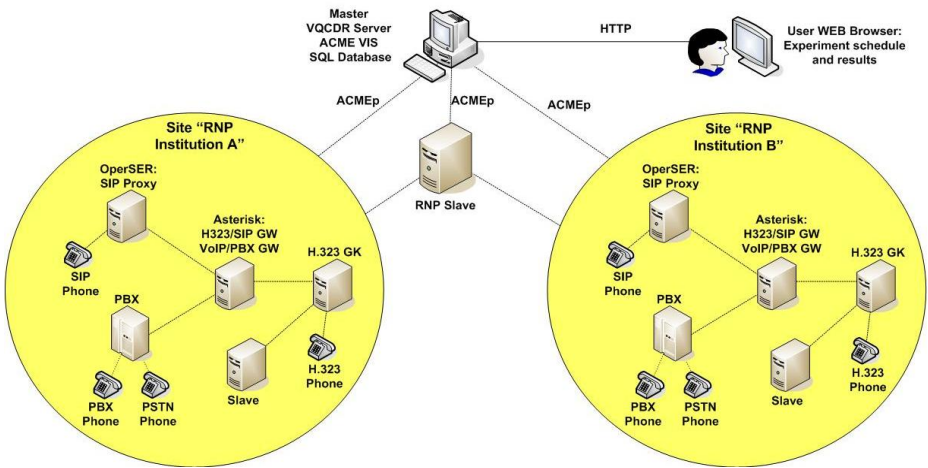 Master
VQCDR Server
ACME VIS
SQL Database
HTTP
User WEB Browser:
Experiment schedule
and results
ACMEp
ACMEp
ACMEp
RNP Slave
Site “RNP
Institution A”
OperSER:
SIP Proxy
Asterisk:
H323/SIP GW
VoIP/PBX GW
H.323 GK
SIP
Phone
PBX
H.323
Phone
Slave
PBX
Phone
PSTN
Phone
Site “RNP
Institution B”
OperSER:
SIP Proxy
Asterisk:
H323/SIP GW
VoIP/PBX GW
H.323 GK
SIP
Phone
PBX
H.323
Phone
Slave
PBX
Phone
PSTN
Phone